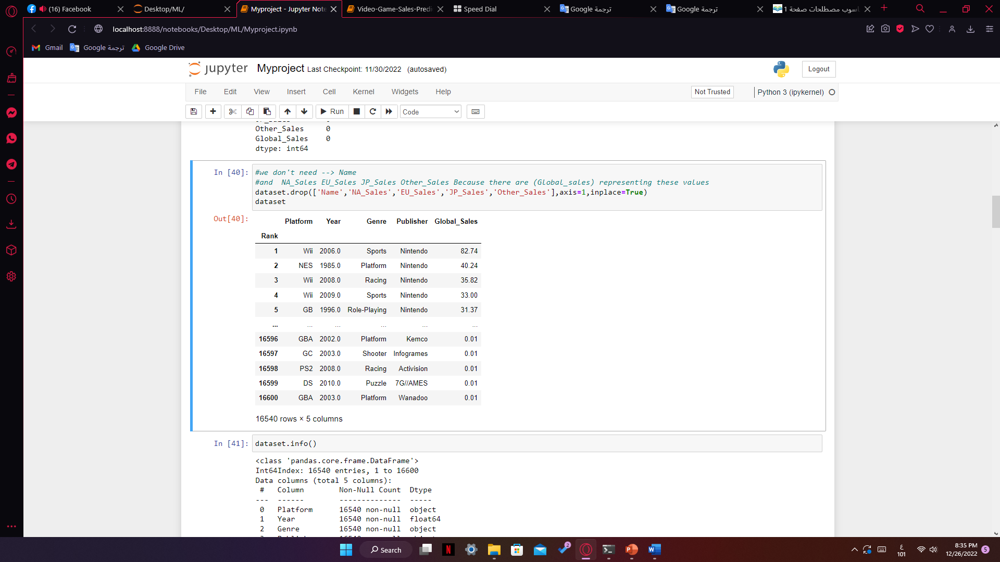 (16) Facebook
Desktop/ML/
Myproject - Jupyter Note
Video-Game-Sales-Predi
Speed Dial
ترجمة Google
ترجمة Google
اسوب مصطلحات صفحة 1
localhost:8888/notebooks/Desktop/ML/Myproject.ipynb
Gmail
ترجمة Google
Google Drive
jupyter Myproject Last Checkpoint: 11/30/2022 (autosaved)
Logout
File Edit View Insert Cell Kernel Widgets Help
Not Trusted
Python 3 (ipykernel)
Run
Code
Other_Sales 0
Global_Sales 0
dtype: int64
In [40]:
#we don't need --> Name
#and  NA_Sales EU_Sales JP_Sales Other_Sales Because there are (Global_sales) representing these values
dataset.drop(['Name','NA_Sales','EU_Sales','JP_Sales','Other_Sales'],axis=1,inplace=True)
dataset
Out[40]:
Platform Year Genre Publisher Global_Sales
Rank
1 Wii 2006.0 Sports Nintendo 82.74
2 NES 1985.0 Platform Nintendo 40.24
3 Wii 2008.0 Racing Nintendo 35.82
4 Wii 2009.0 Sports Nintendo 33.00
5 GB 1996.0 Role-Playing Nintendo 31.37
... ... ... ... ... ...
16596 GBA 2002.0 Platform Kemco 0.01
16597 GC 2003.0 Shooter Infogrames 0.01
16598 PS2 2008.0 Racing Activision 0.01
16599 DS 2010.0 Puzzle 7G//AMES 0.01
16600 GBA 2003.0 Platform Wanadoo 0.01
16540 rows × 5 columns
In [41]:
dataset.info()
<class 'pandas.core.frame.DataFrame'>
Int64Index: 16540 entries, 1 to 16600
Data columns (total 5 columns):
# Column Non-Null Count Dtype
--- ------ -------------- -----
0 Platform 16540 non-null object
1 Year 16540 non-null float64
2 Genre 16540 non-null object
Search
2
ع
101
8:35 PM
12/26/2022
5